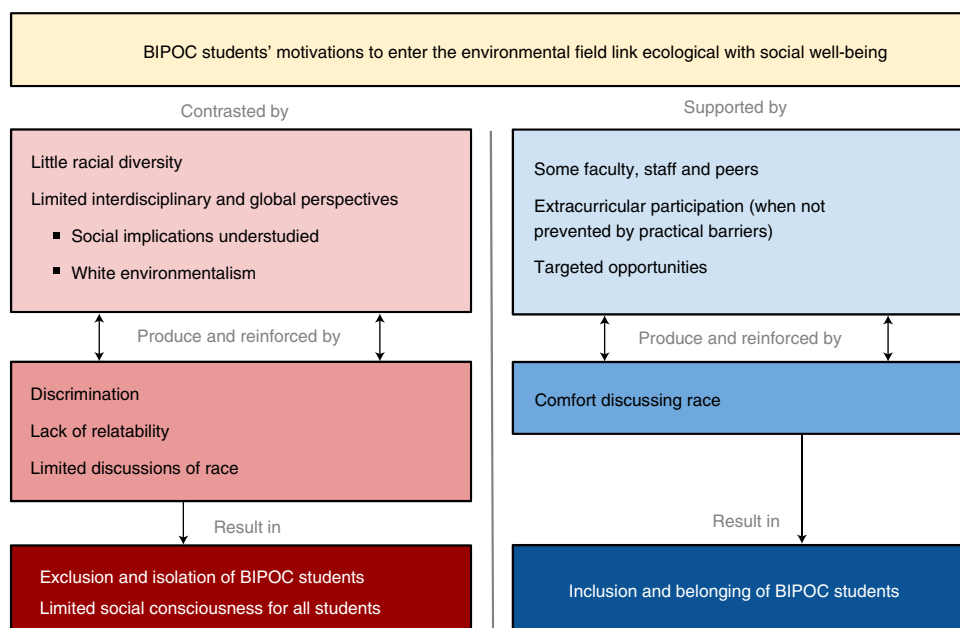 BIPOC students' motivations to enter the environmental field link ecological with social well-being
Contrasted by
Little racial diversity
Limited interdisciplinary and global perspectives
▪ Social implications understudied
▪ White environmentalism
Produce and reinforced by
Discrimination
Lack of relatability
Limited discussions of race
Result in
Exclusion and isolation of BIPOC students
Limited social consciousness for all students
Supported by
Some faculty, staff and peers
Extracurricular participation (when not
prevented by practical barriers)
Targeted opportunities
Produce and reinforced by
Comfort discussing race
Result in
Inclusion and belonging of BIPOC students